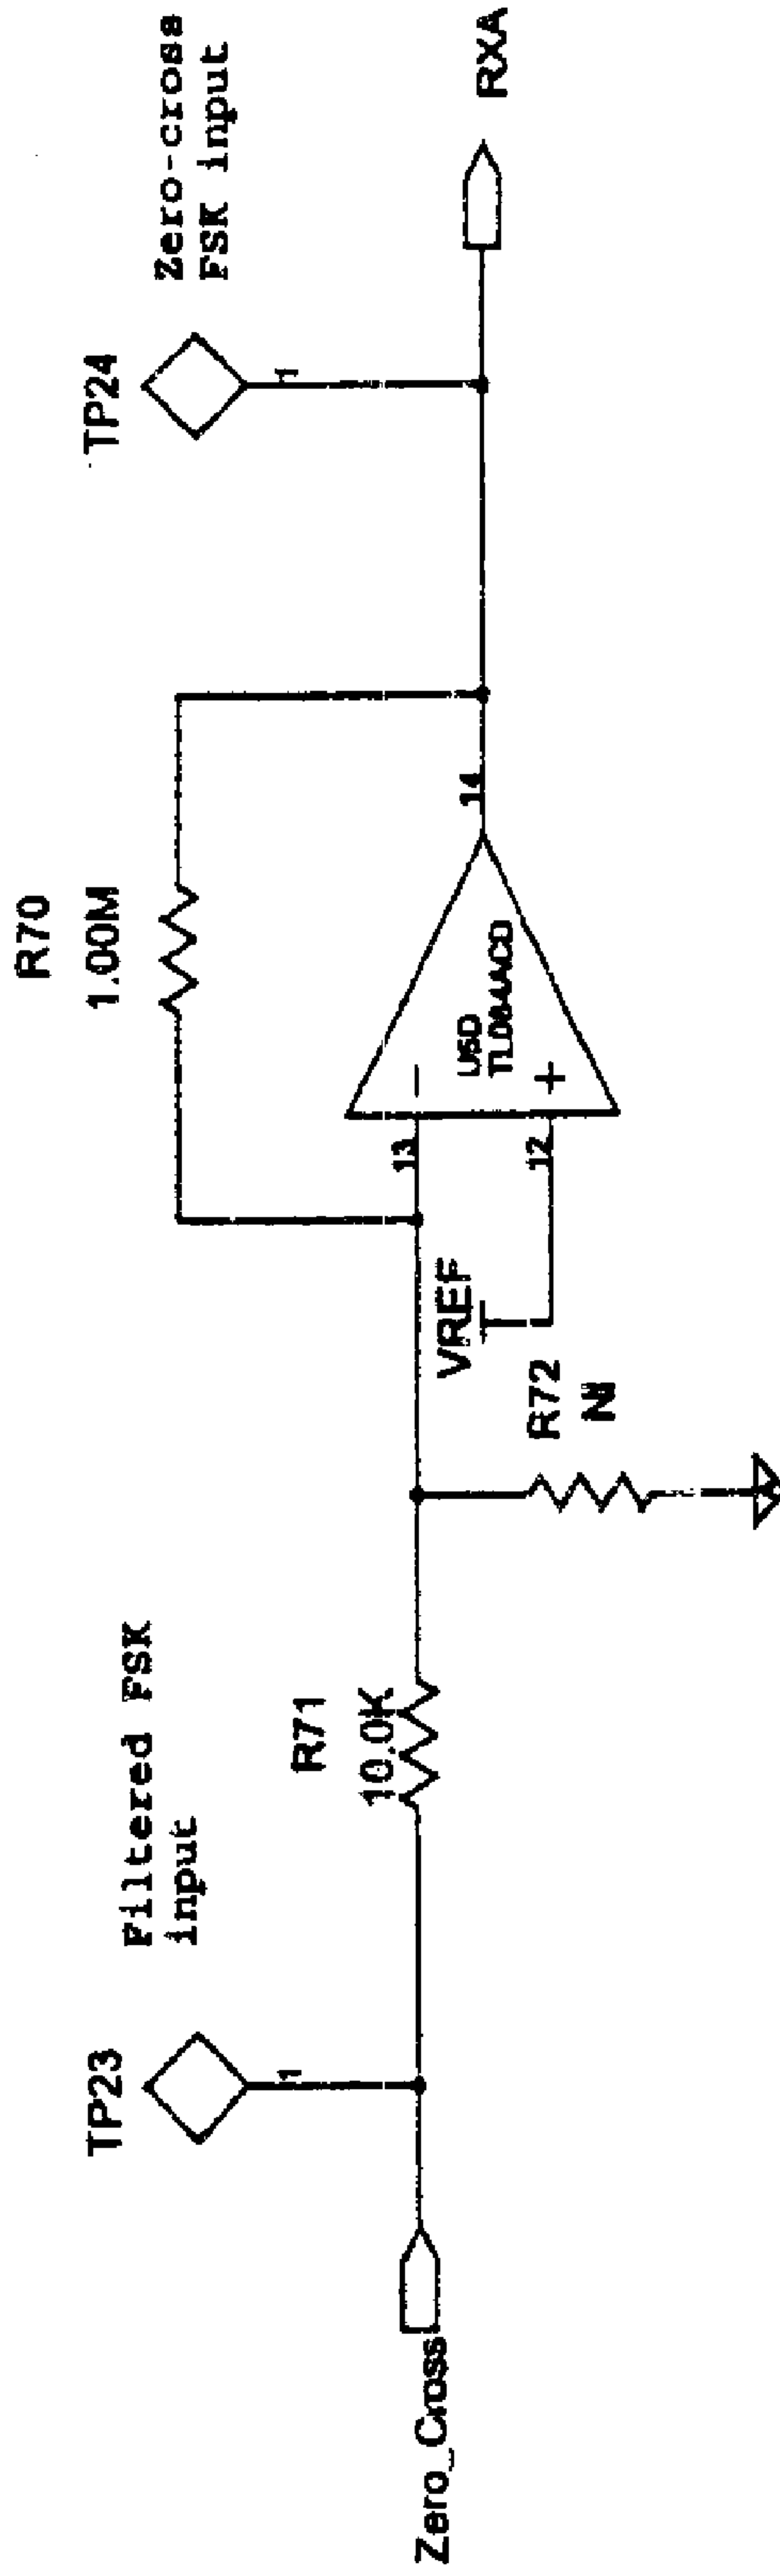 Zero_Cross
TP23
1
Filtered FSK
input
R71
10.0K
R72
NI
VREF
R70
1.00M
13
12
U6D
14
TP24
1
Zero-cross
FSK input
RXA